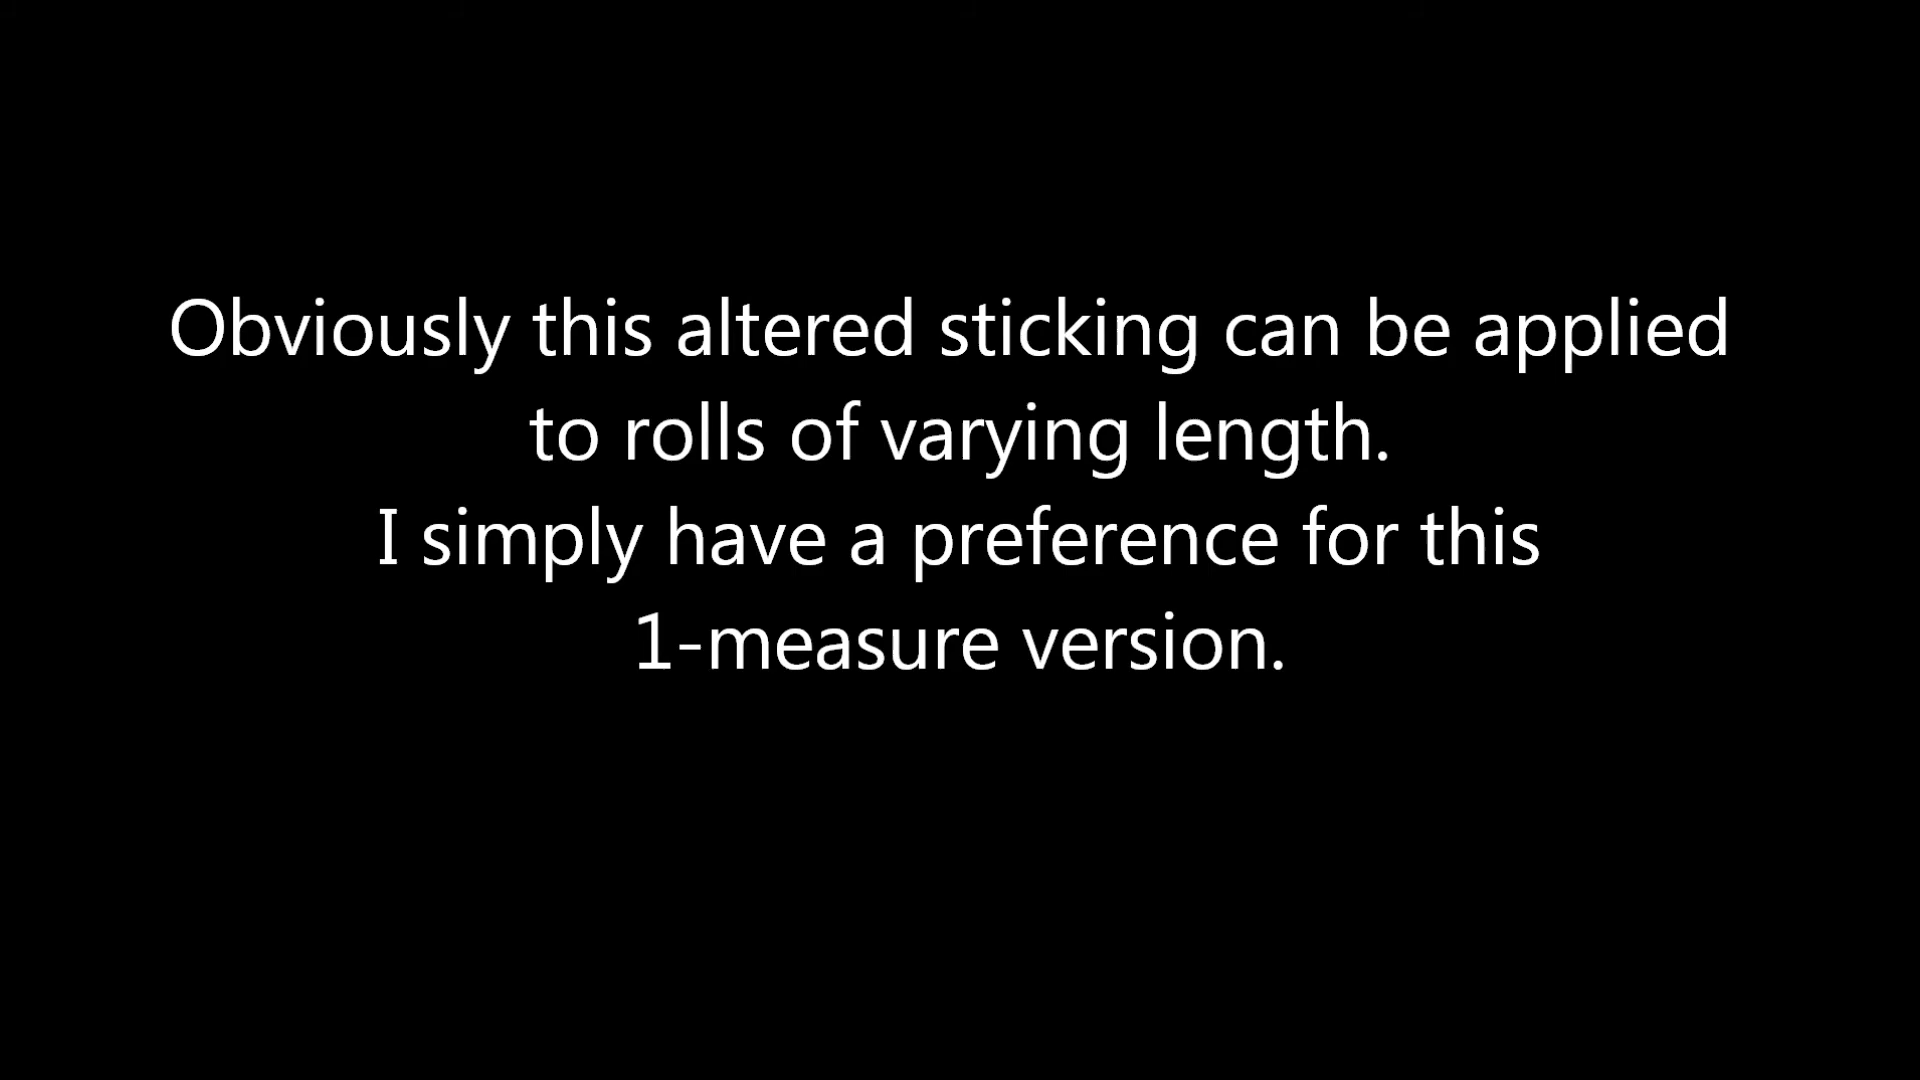 Obviously this altered sticking can be applied
to rolls of varying length.
I simply have a preference for this
1-measure version.